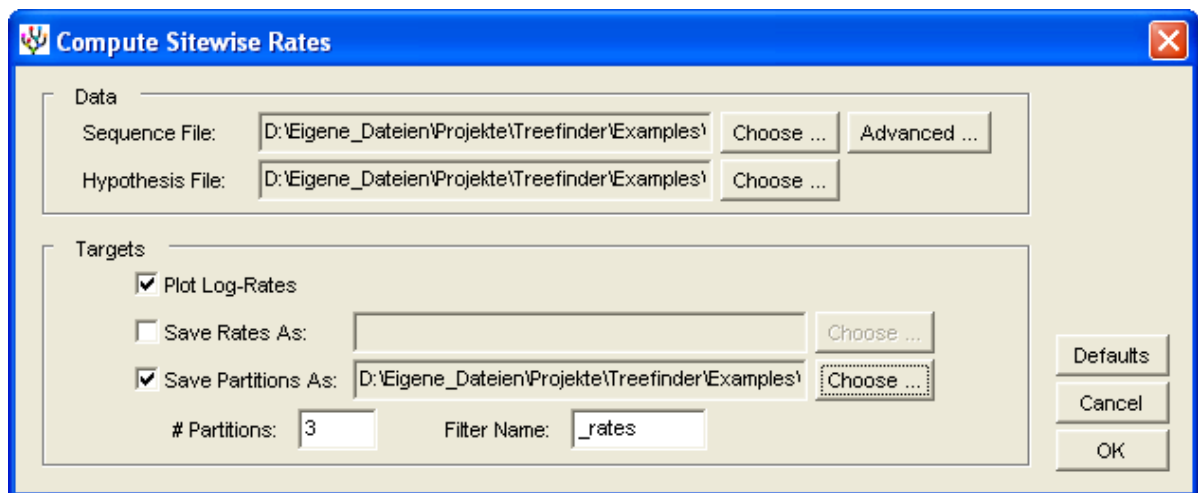 Compute Sitewise Rates
Data
Sequence File: D:\Eigene_Dateien\Projekte\Treefinder\Examples\ Choose ... Advanced ...
Hypothesis File: D:\Eigene_Dateien\Projekte\Treefinder\Examples\ Choose ...
Targets
Plot Log-Rates
Save Rates As: Choose ...
Save Partitions As: D:\Eigene_Dateien\Projekte\Treefinder\Examples\ Choose ...
# Partitions: 3 Filter Name: _rates
Defaults
Cancel
OK